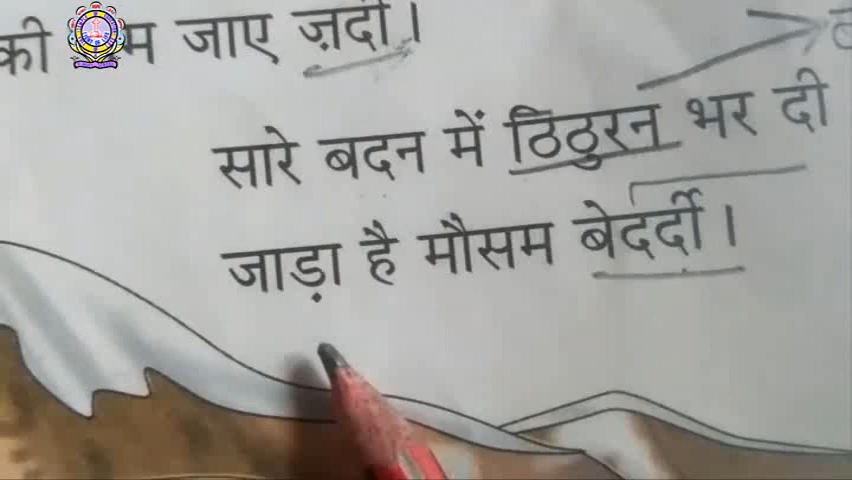 की म जाए ज़र्दी।
सारे बदन में ठिठुरन भर दी
जाड़ा है मौसम बेदर्दी।